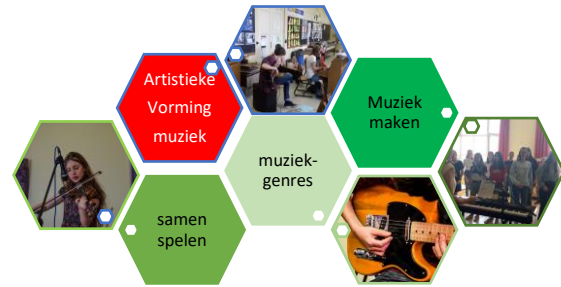 Artistieke
Vorming
muziek
Muziek
maken
muziek-
genres
samen
spelen